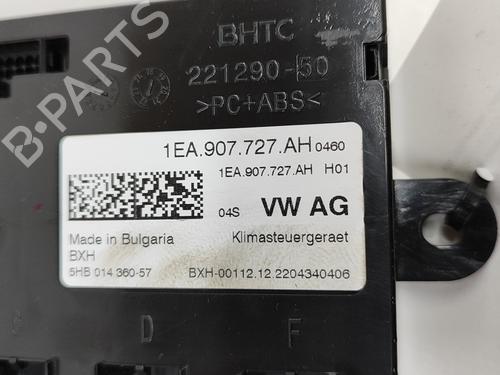 B-PARTS
BHTC
221290-50
>PC+ABS<
1EA.907.727.AH 0460
1EA.907.727.AH H01
04S VW AG
Made in Bulgaria Klimasteuergeraet
BXH
5HB 014 360-57 BXH-00112.12.2204340406
D F